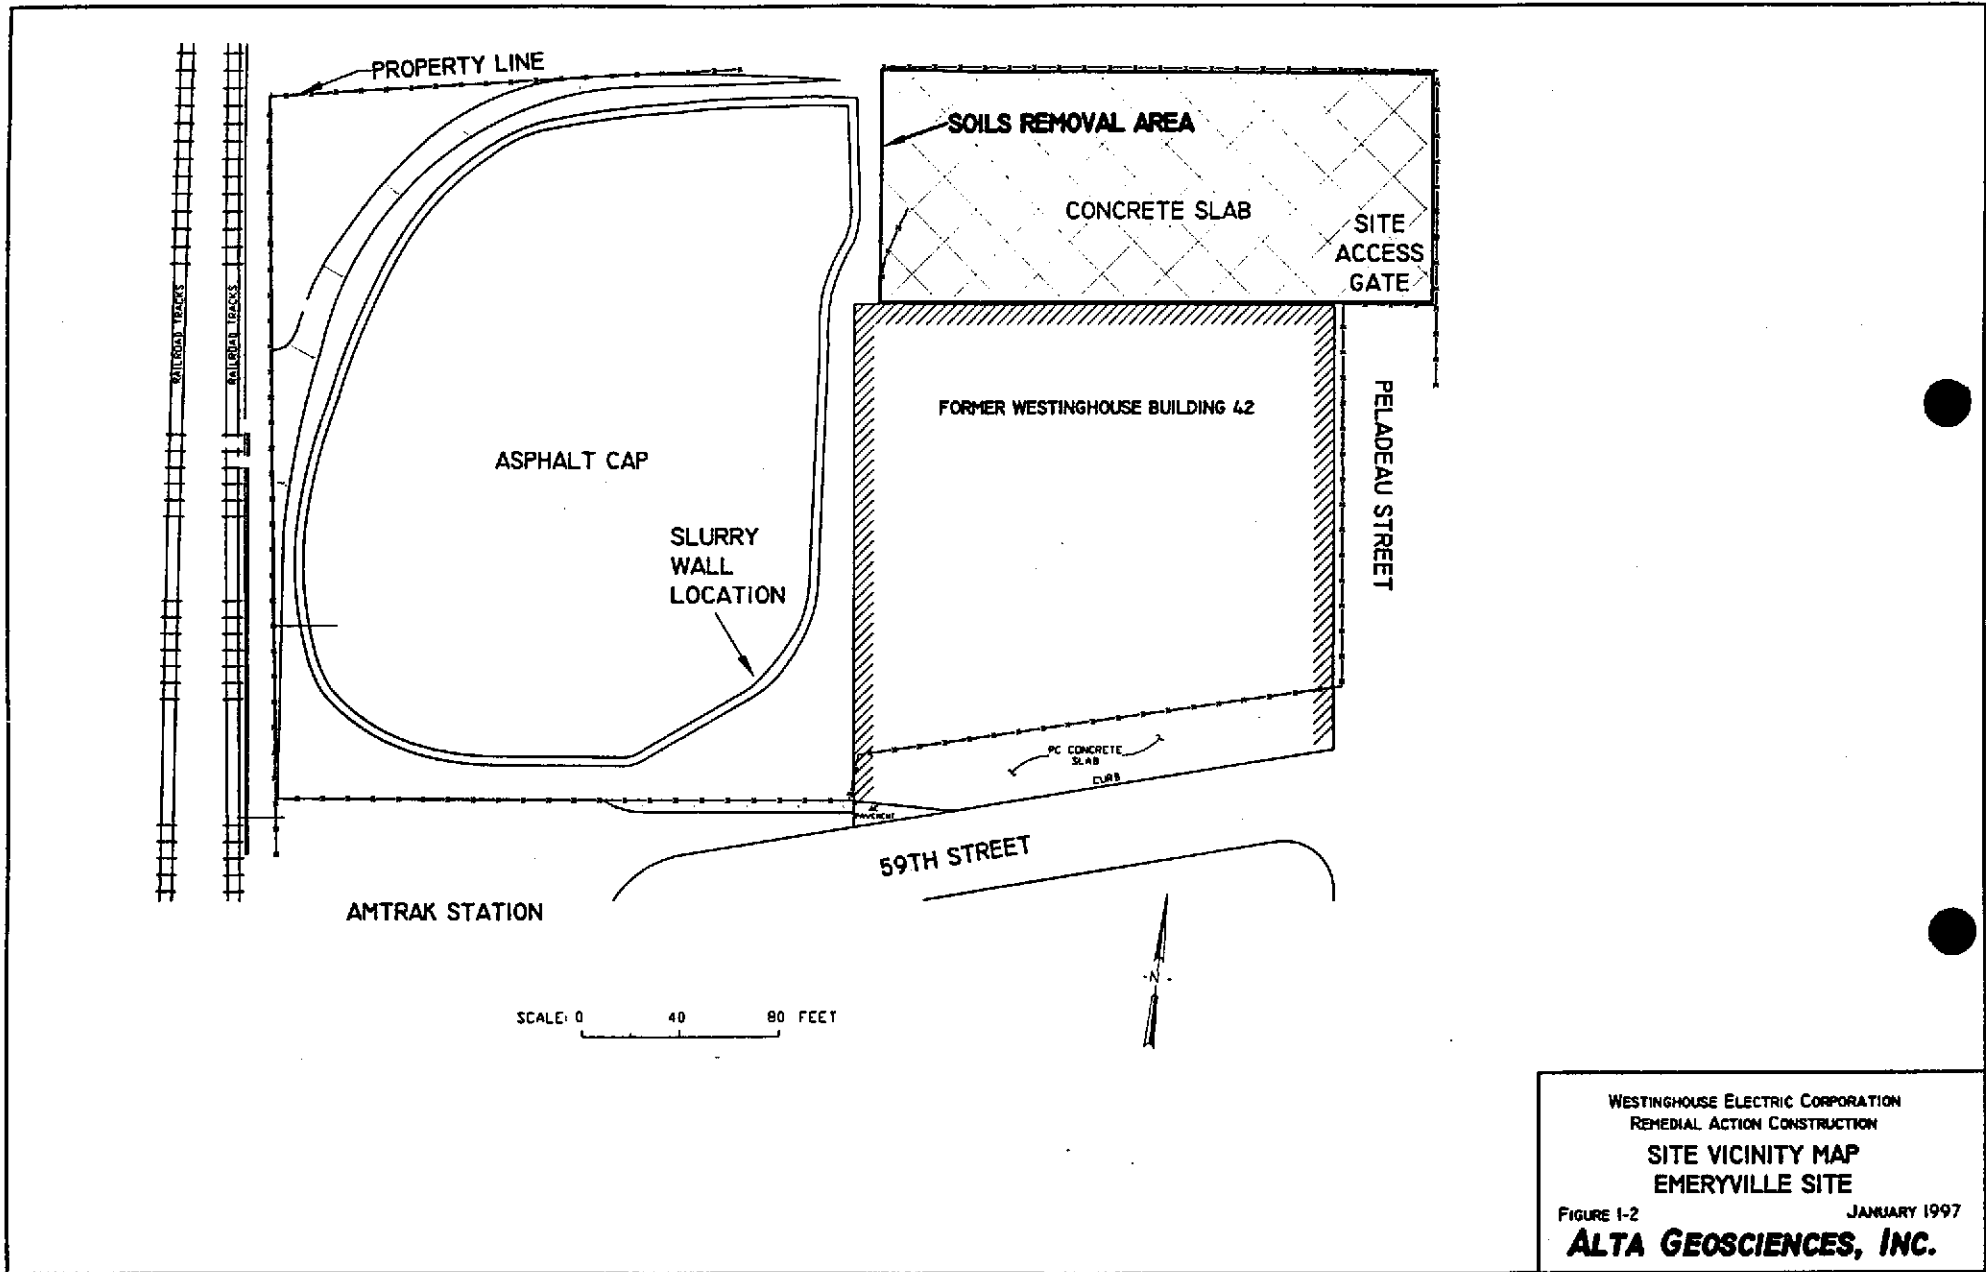 PROPERTY LINE
SOILS REMOVAL AREA
CONCRETE SLAB
SITE
ACCESS
GATE
RAILROAD TRACKS
RAILROAD TRACKS
FORMER WESTINGHOUSE BUILDING 42
PELADEAU STREET
ASPHALT CAP
SLURRY
WALL
LOCATION
PC CONCRETE
SLAB
CURB
PAVEMENT
59TH STREET
AMTRAK STATION
N
SCALE: 0 40 80 FEET
WESTINGHOUSE ELECTRIC CORPORATION
REMEDIAL ACTION CONSTRUCTION
SITE VICINITY MAP
EMERYVILLE SITE
FIGURE 1-2 JANUARY 1997
ALTA GEOSCIENCES, INC.